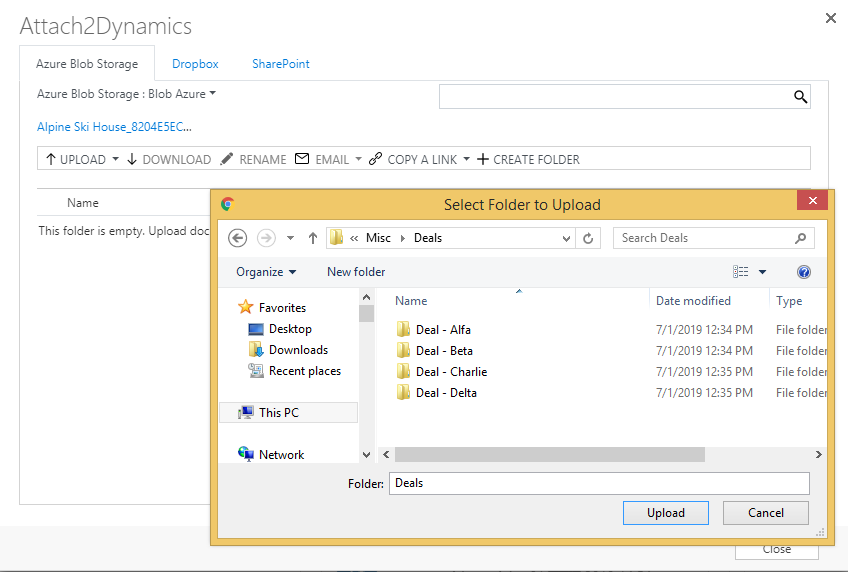 Attach2Dynamics
Azure Blob Storage Dropbox SharePoint
Azure Blob Storage : Blob Azure
Alpine Ski House_8204E5EC...
UPLOAD DOWNLOAD RENAME EMAIL COPY A LINK CREATE FOLDER
Name
This folder is empty. Upload doc
Select Folder to Upload
« Misc Deals Search Deals
Organize New folder
Favorites
Desktop
Downloads
Recent places
This PC
Network
Name Date modified Type
Deal - Alfa 7/1/2019 12:34 PM File folder
Deal - Beta 7/1/2019 12:34 PM File folder
Deal - Charlie 7/1/2019 12:35 PM File folder
Deal - Delta 7/1/2019 12:35 PM File folder
Folder: Deals
Upload Cancel
Close